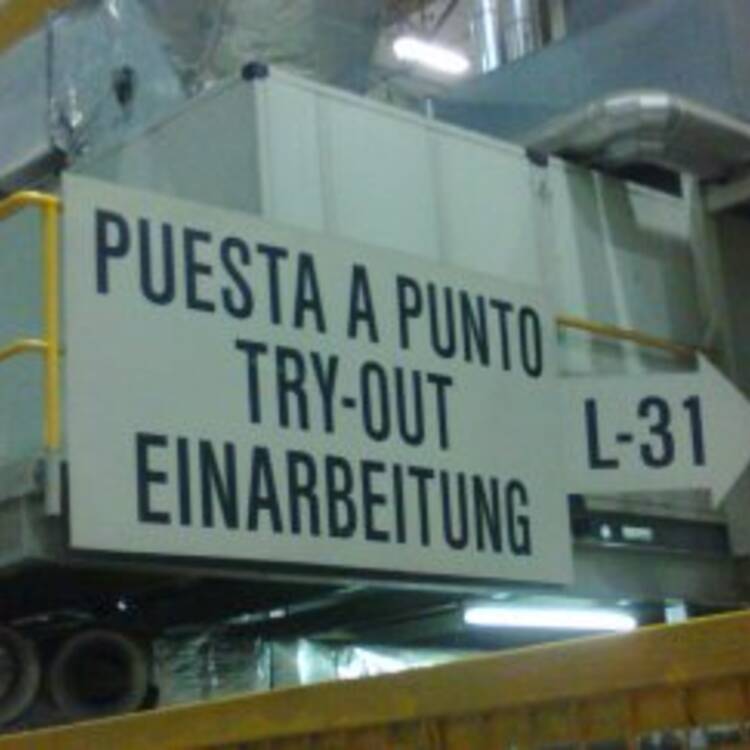 PUESTA A PUNTO
TRY-OUT
EINARBEITUNG
L-31